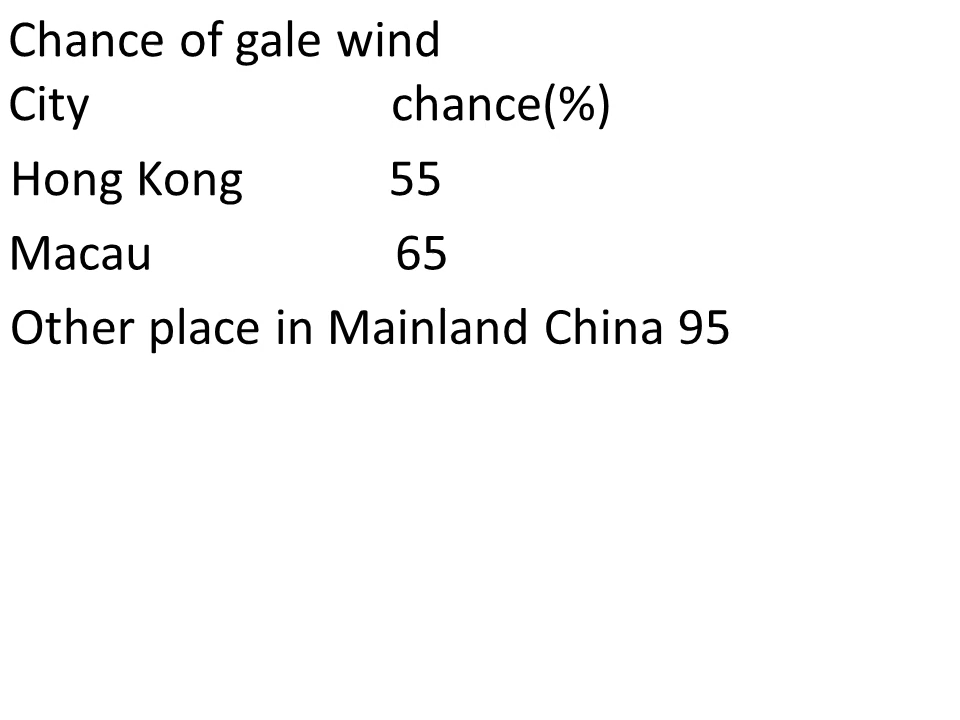 Chance of gale wind
City chance(%)
Hong Kong 55
Macau 65
Other place in Mainland China 95